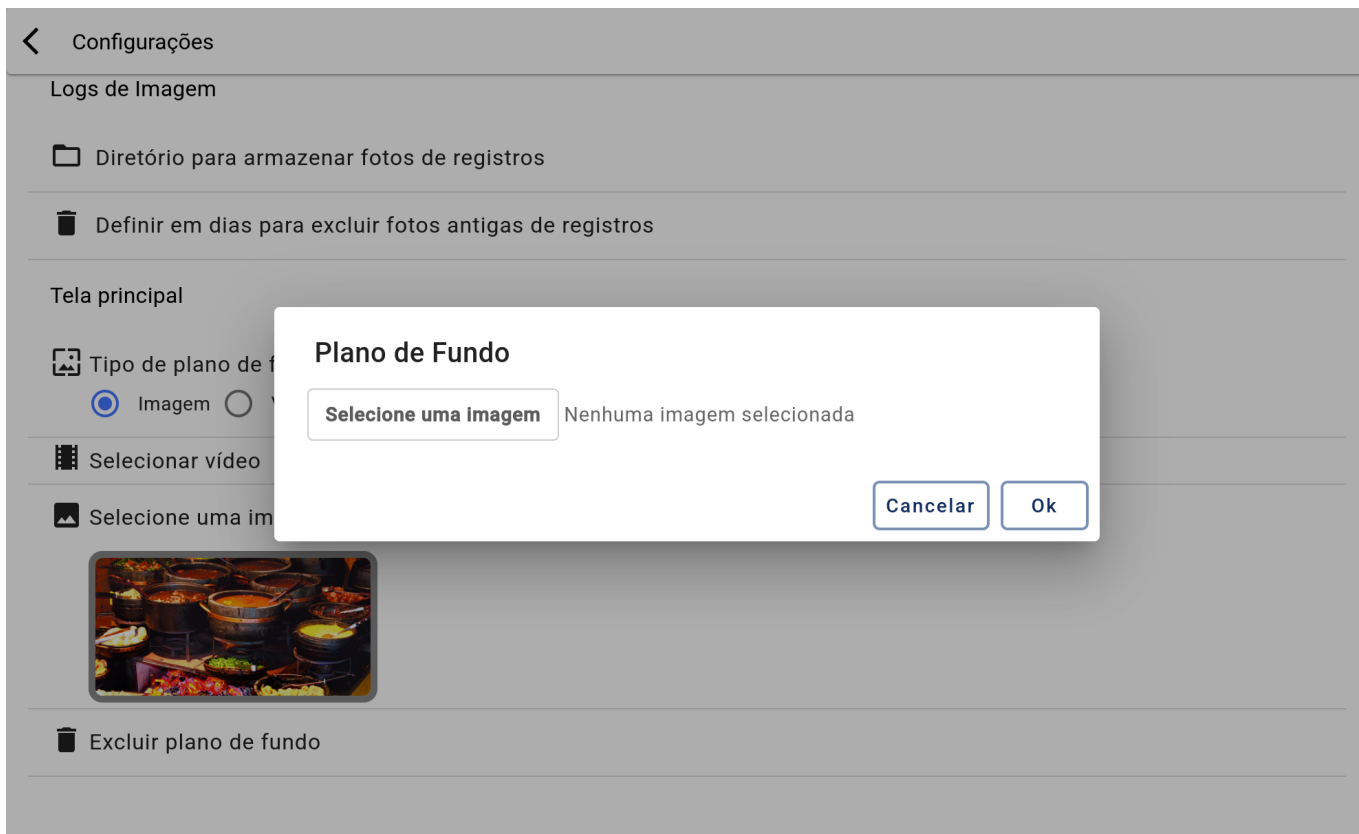 Configurações
Logs de Imagem
Diretório para armazenar fotos de registros
Definir em dias para excluir fotos antigas de registros
Tela principal
Tipo de plano de
Imagem
Plano de Fundo
Selecione uma imagem Nenhuma imagem selecionada
Cancelar Ok
Selecionar vídeo
Selecione uma im
Excluir plano de fundo